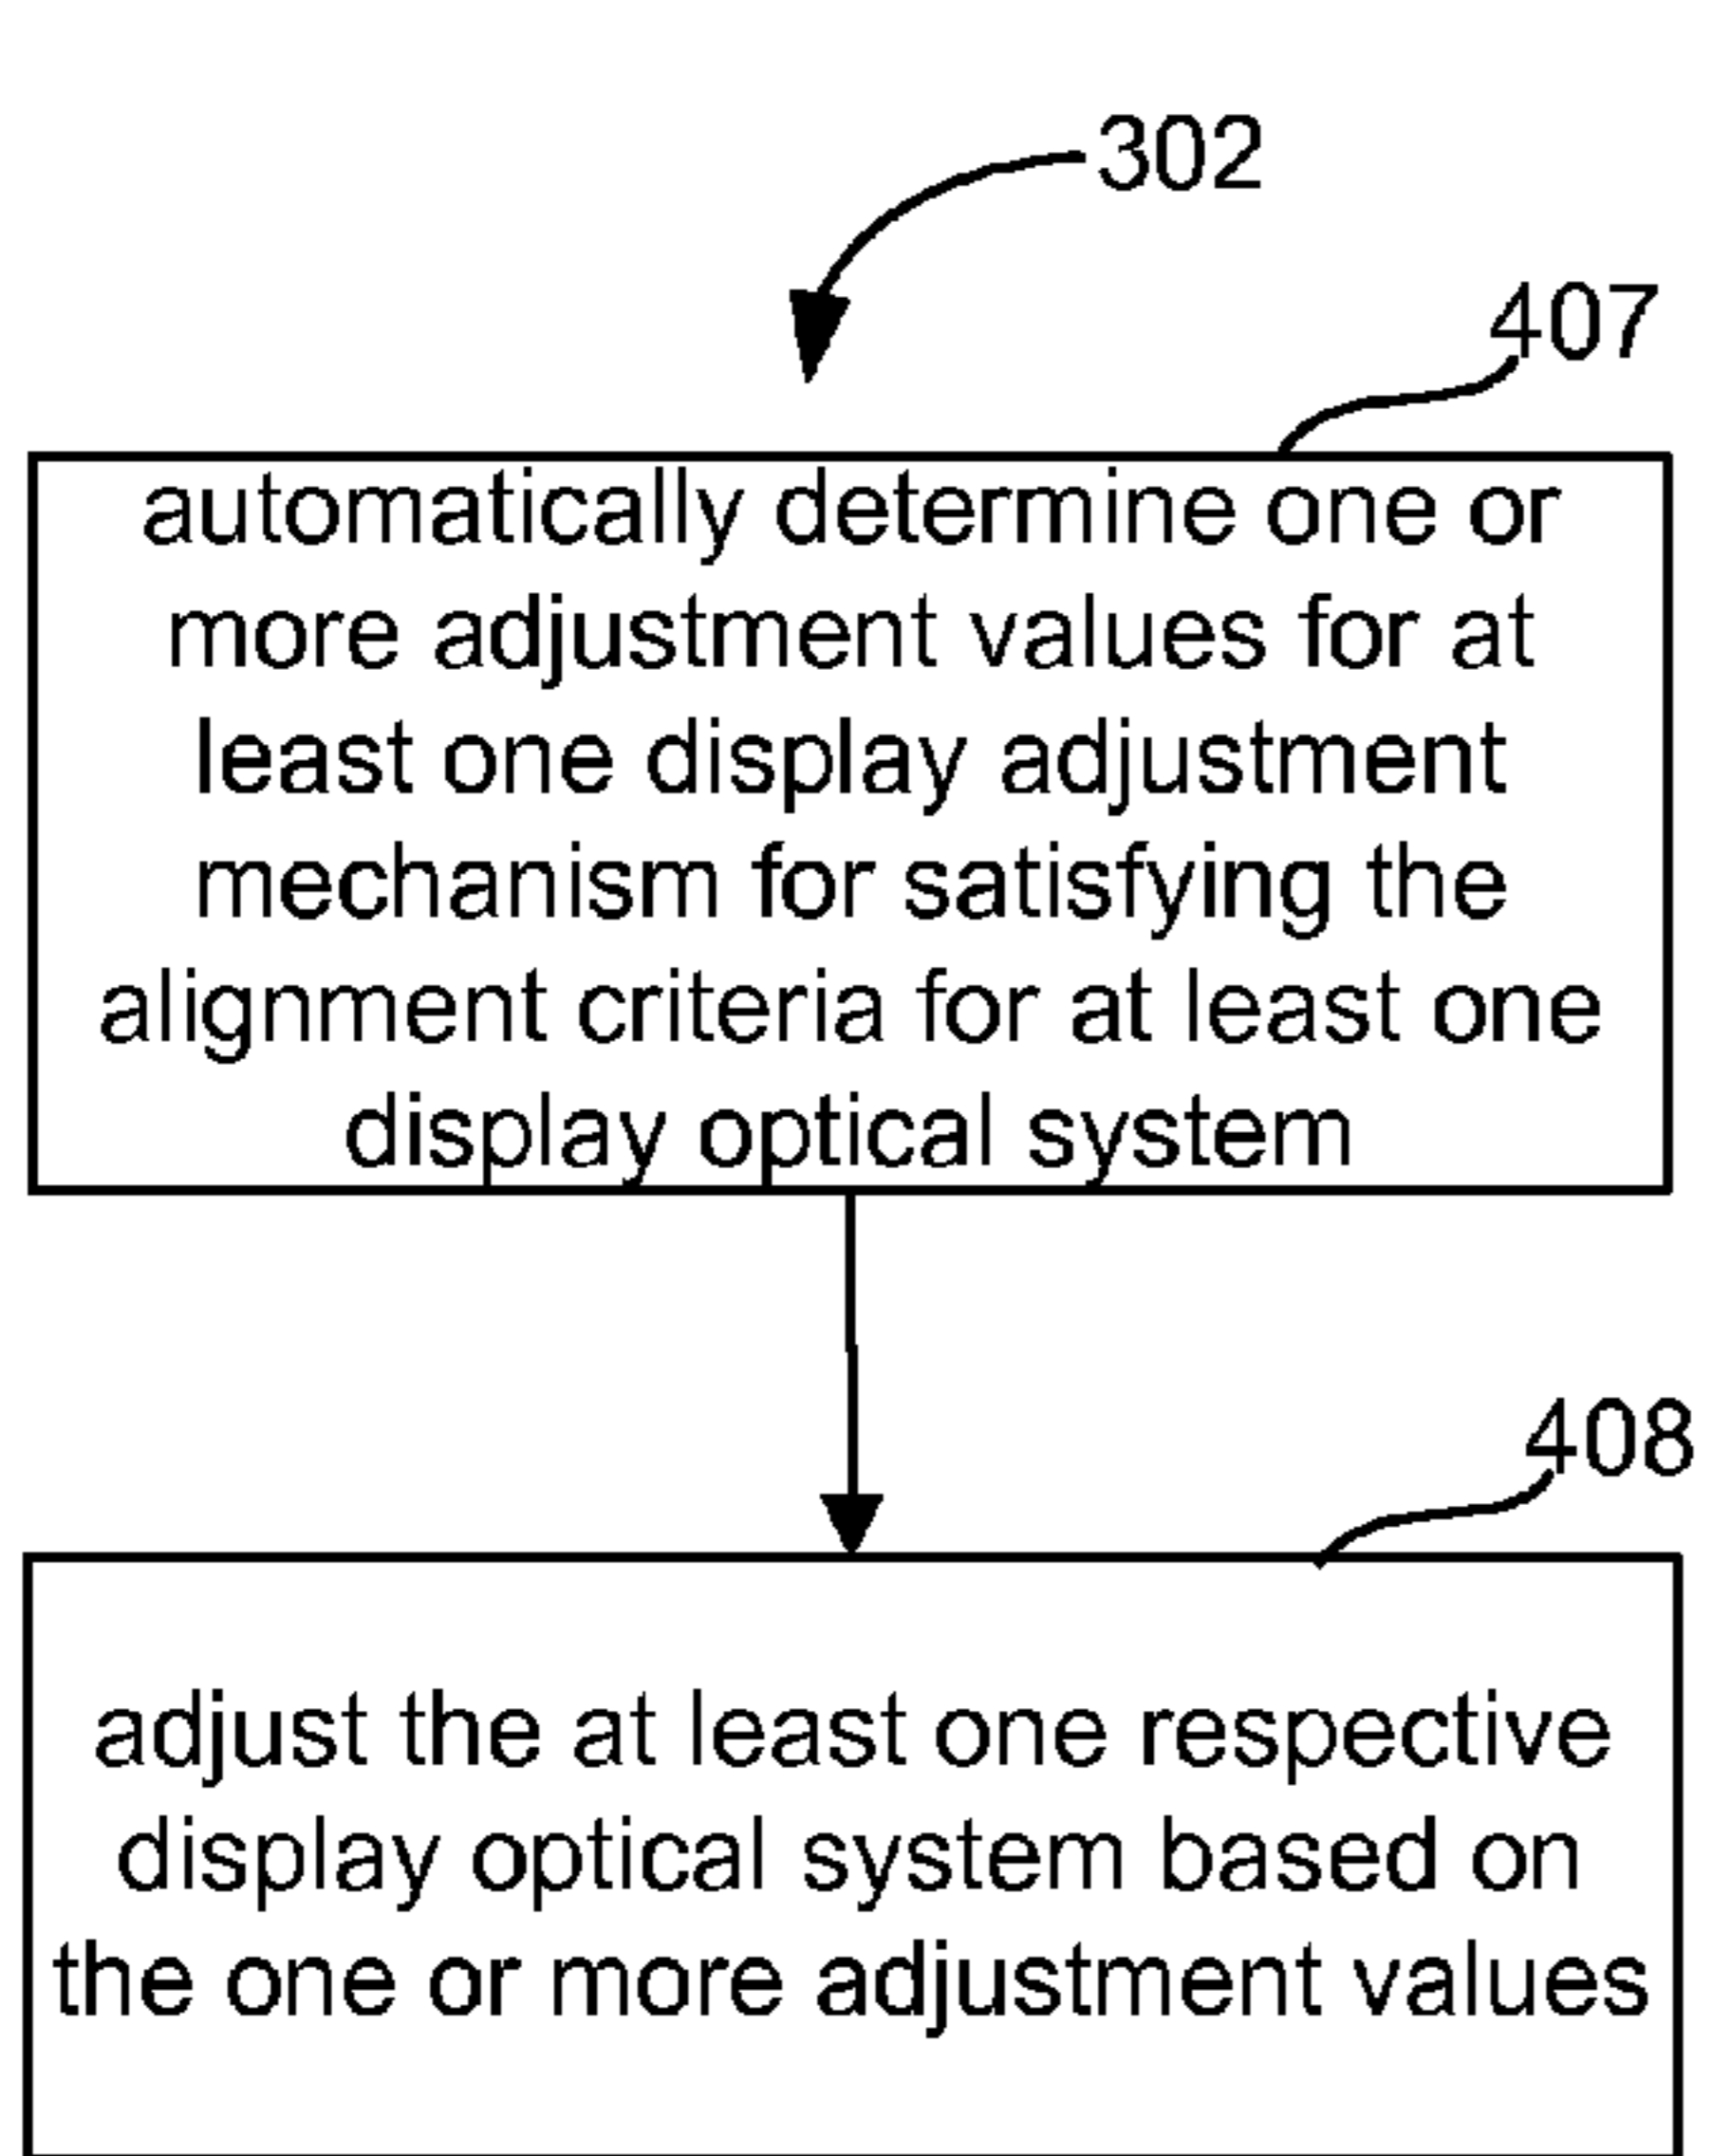 302
407
automatically determine one or
more adjustment values for at
least one display adjustment
mechanism for satisfying the
alignment criteria for at least one
display optical system
408
adjust the at least one respective
display optical system based on
the one or more adjustment values